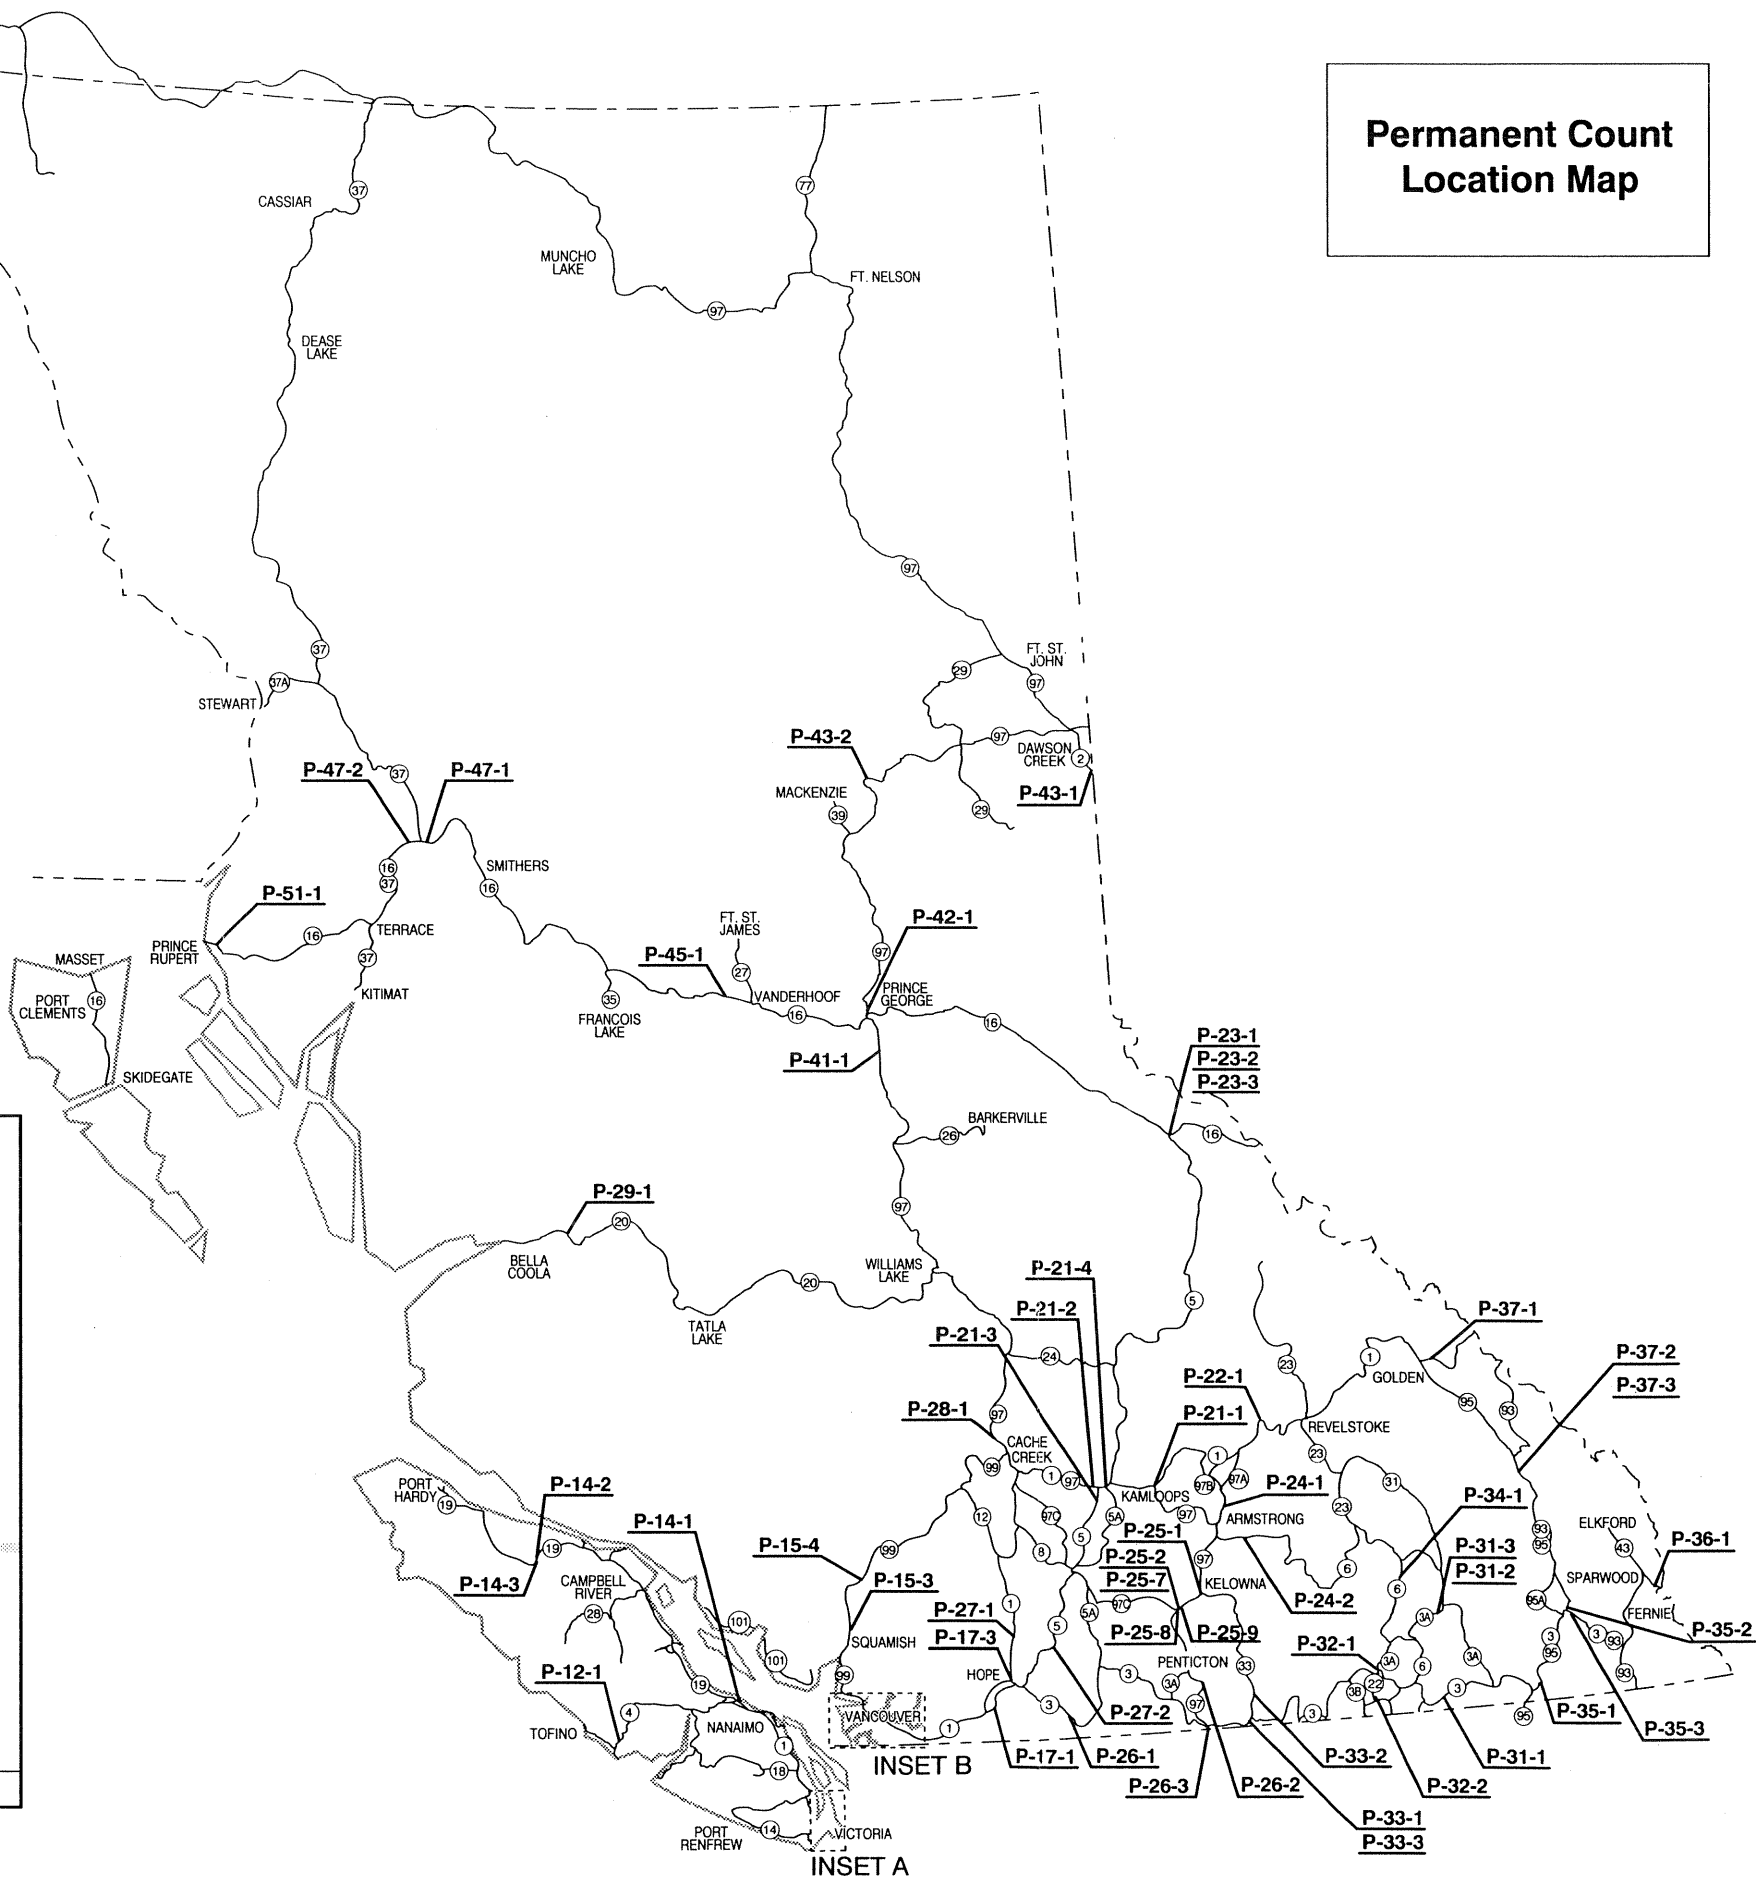 Permanent Count
Location Map
37
CASSIAR
77
MUNCHO
LAKE
FT. NELSON
97
DEASE
LAKE
97
37
FT. ST.
JOHN
29
37A
97
STEWART
P-43-2
97
DAWSON
CREEK
2
P-47-2
37
P-47-1
MACKENZIE
P-43-1
39
29
16
37
SMITHERS
16
P-51-1
FT. ST.
JAMES
P-42-1
TERRACE
16
PRINCE
RUPERT
97
P-45-1
37
MASSET
27
KITIMAT
PORT
CLEMENTS
16
35
VANDERHOOF
PRINCE
GEORGE
16
16
FRANCOIS
LAKE
P-41-1
P-23-1
P-23-2
P-23-3
SKIDEGATE
BARKERVILLE
26
16
P-29-1
97
20
BELLA
COOLA
WILLIAMS
LAKE
P-21-4
20
5
P-21-2
P-37-1
TATLA
LAKE
P-21-3
24
23
1
P-37-2
GOLDEN
P-22-1
P-37-3
95
93
P-28-1
97
P-21-1
REVELSTOKE
CACHE
CREEK
99
1
97
1
23
PORT
HARDY
19
P-14-2
KAMLOOPS
97B
97A
P-24-1
31
P-34-1
12
97C
5A
97
ARMSTRONG
23
P-14-1
P-25-1
5
93
95
ELKFORD
43
P-36-1
19
P-15-4
99
8
P-25-2
97
P-31-3
P-14-3
CAMPBELL
RIVER
P-15-3
P-25-7
KELOWNA
6
P-31-2
SPARWOOD
28
1
97C
6
P-24-2
95A
P-27-1
5A
3A
FERNIE
101
5
P-25-8
P-25-9
P-35-2
SQUAMISH
P-17-3
P-32-1
3
95
3
93
101
PENTICTON
3A
6
3A
P-12-1
99
HOPE
3
3A
33
93
19
3B
22
3
4
3
97
3
95
P-35-1
TOFINO
NANAIMO
VANCOUVER
1
P-27-2
P-35-3
1
INSET B
P-17-1
P-26-1
P-33-2
P-31-1
18
P-26-3
P-26-2
P-32-2
P-33-1
14
PORT
RENFREW
VICTORIA
P-33-3
INSET A